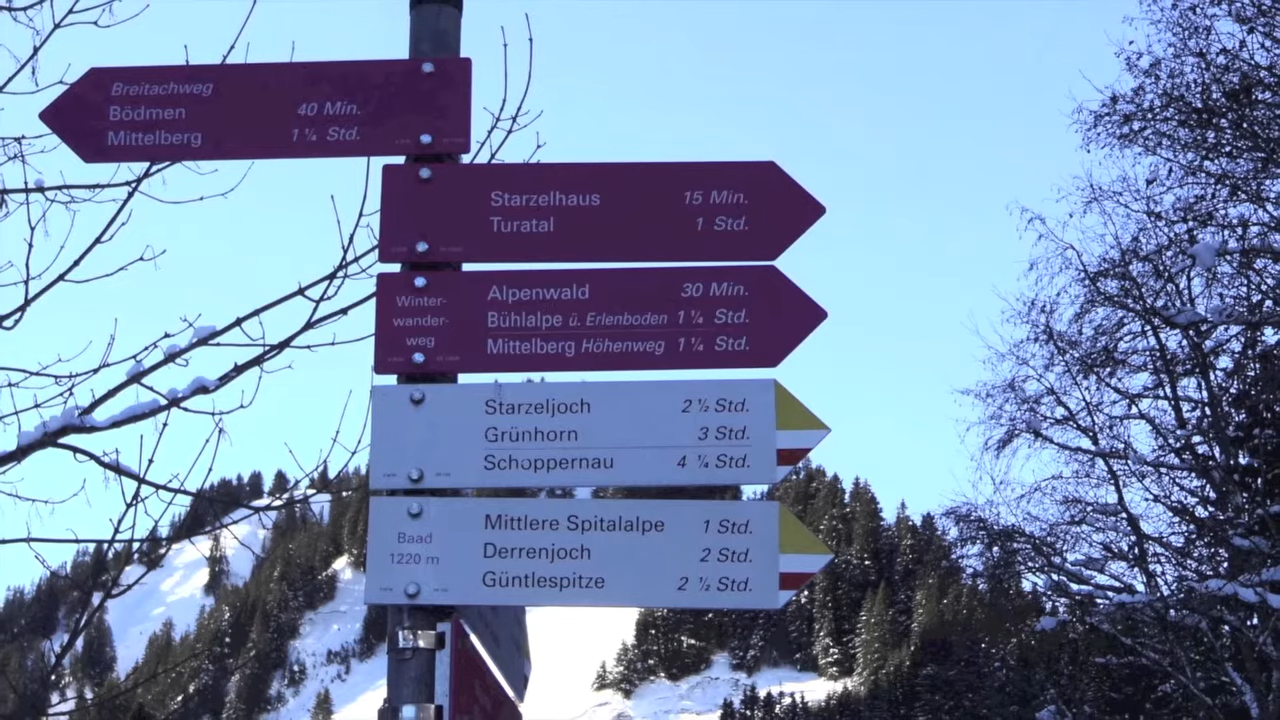 Breitachweg
Bödmen 40 Min.
Mittelberg 1 ¼ Std.
Starzelhaus 15 Min.
Turatal 1 Std.
Winter-
wander-
weg
Alpenwald 30 Min.
Bühlalpe ü. Erlenboden 1 ¼ Std.
Mittelberg Höhenweg 1 ¼ Std.
Starzeljoch 2 ½ Std.
Grünhorn 3 Std.
Schoppernau 4 ¼ Std.
Baad
1220 m
Mittlere Spitalalpe 1 Std.
Derrenjoch 2 Std.
Güntlespitze 2 ½ Std.